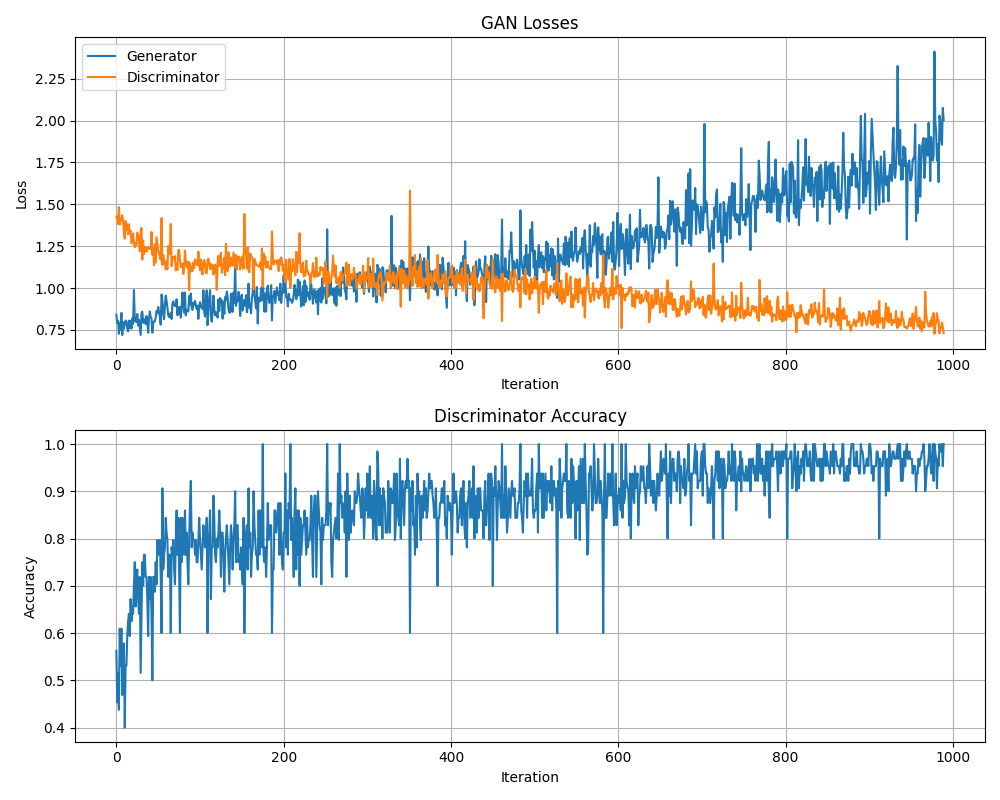 GAN Losses
Generator
Discriminator
2.25
2.00
1.75
1.50
1.25
1.00
0.75
Loss
0 200 400 600 800 1000
Iteration
Discriminator Accuracy
1.0
0.9
0.8
0.7
0.6
0.5
0.4
Accuracy
0 200 400 600 800 1000
Iteration